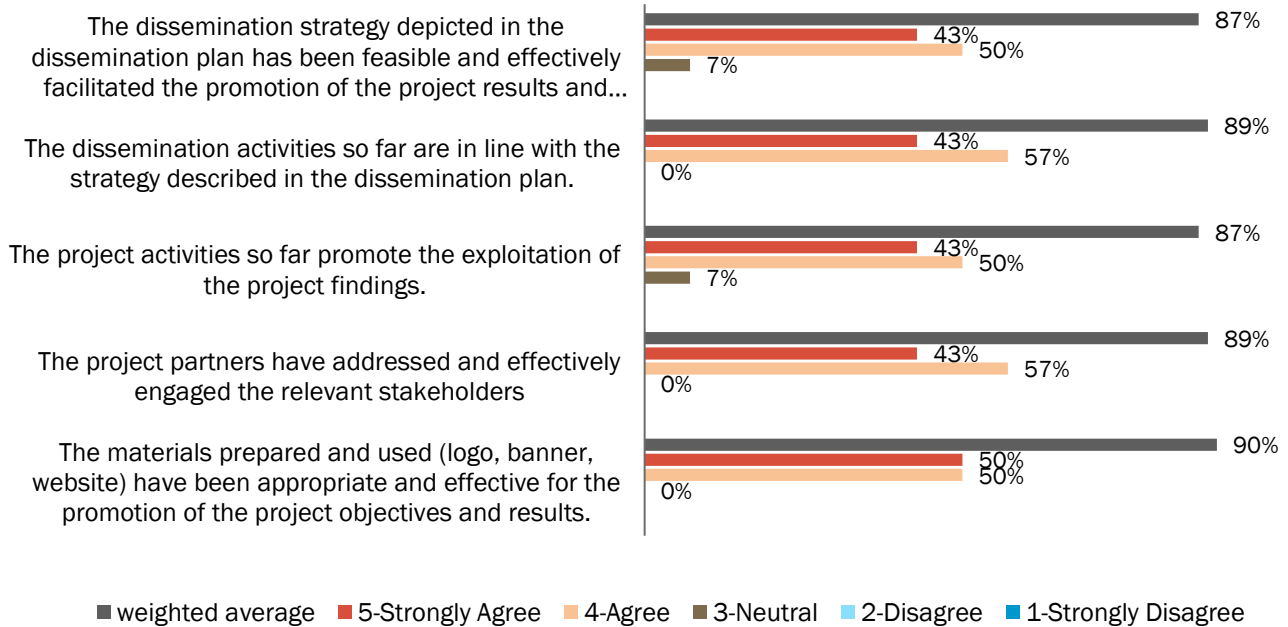 The dissemination strategy depicted in the
dissemination plan has been feasible and effectively
facilitated the promotion of the project results and...
87%
43%
50%
7%
The dissemination activities so far are in line with the
strategy described in the dissemination plan.
89%
43%
57%
0%
The project activities so far promote the exploitation of
the project findings.
87%
43%
50%
7%
The project partners have addressed and effectively
engaged the relevant stakeholders
89%
43%
57%
0%
The materials prepared and used (logo, banner,
website) have been appropriate and effective for the
promotion of the project objectives and results.
90%
50%
50%
0%
weighted average 5-Strongly Agree 4-Agree 3-Neutral 2-Disagree 1-Strongly Disagree